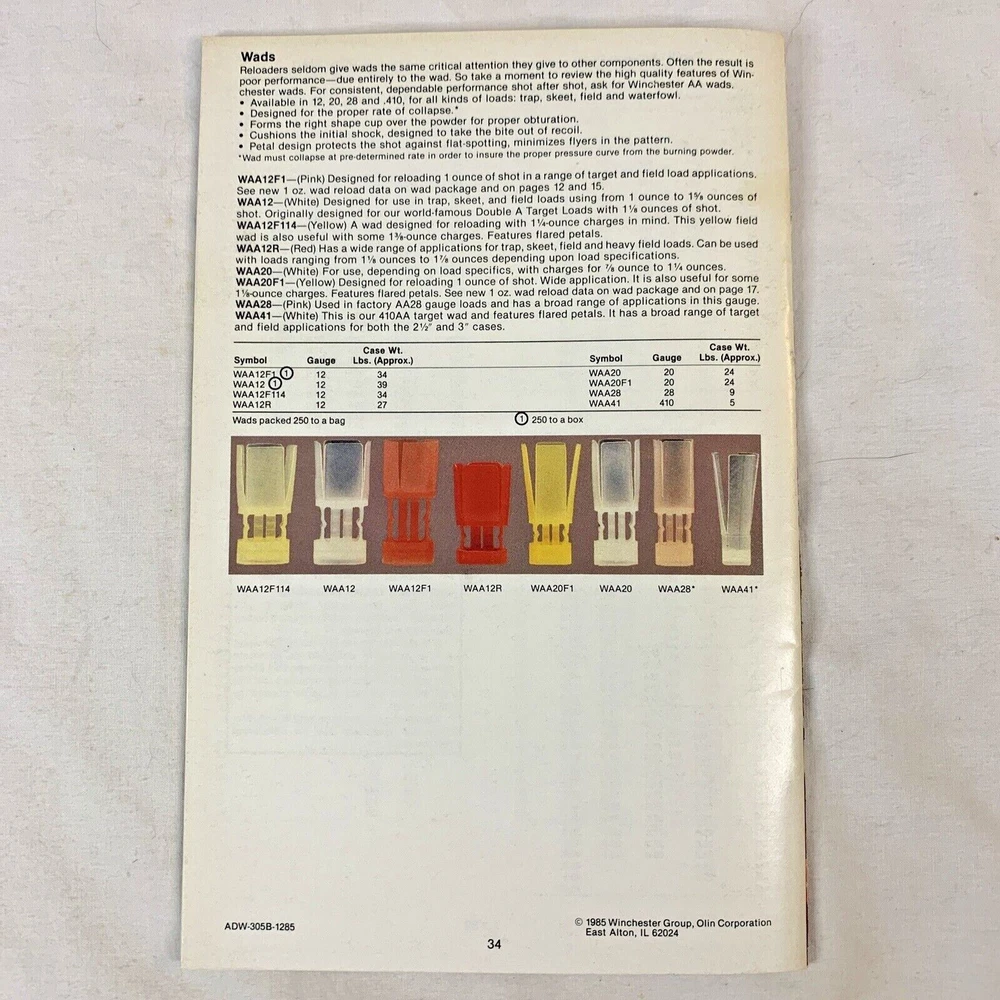 Wads
Reloaders seldom give wads the same critical attention they give to other components. Often the result is
poor performance—due entirely to the wad. So take a moment to review the high quality features of Win-
chester wads. For consistent, dependable performance shot after shot, ask for Winchester AA wads.
• Available in 12, 20, 28 and .410, for all kinds of loads: trap, skeet, field and waterfowl.
• Designed for the proper rate of collapse.*
• Forms the right shape cup over the powder for proper obturation.
• Cushions the initial shock, designed to take the bite out of recoil.
• Petal design protects the shot against flat-spotting, minimizes flyers in the pattern.
*Wad must collapse at pre-determined rate in order to insure the proper pressure curve from the burning powder.
WAA12F1—(Pink) Designed for reloading 1 ounce of shot in a range of target and field load applications.
See new 1 oz. wad reload data on wad package and on pages 12 and 15.
WAA12—(White) Designed for use in trap, skeet, and field loads using from 1 ounce to 1⅝ ounces of
shot. Originally designed for our world-famous Double A Target Loads with 1⅛ ounces of shot.
WAA12F114—(Yellow) A wad designed for reloading with 1¼-ounce charges in mind. This yellow field
wad is also useful with some 1⅜-ounce charges. Features flared petals.
WAA12R—(Red) Has a wide range of applications for trap, skeet, field and heavy field loads. Can be used
with loads ranging from 1⅛ ounces to 1⅞ ounces depending upon load specifications.
WAA20—(White) For use, depending on load specifics, with charges for ⅞ ounce to 1¼ ounces.
WAA20F1—(Yellow) Designed for reloading 1 ounce of shot. Wide application. It is also useful for some
1⅛-ounce charges. Features flared petals. See new 1 oz. wad reload data on wad package and on page 17.
WAA28—(Pink) Used in factory AA28 gauge loads and has a broad range of applications in this gauge.
WAA41—(White) This is our 410AA target wad and features flared petals. It has a broad range of target
and field applications for both the 2½″ and 3″ cases.
Symbol Gauge Case Wt. Lbs. (Approx.)
WAA12F1 ① 12 34
WAA12 ① 12 39
WAA12F114 12 34
WAA12R 12 27
Symbol Gauge Case Wt. Lbs. (Approx.)
WAA20 20 24
WAA20F1 20 24
WAA28 28 9
WAA41 410 5
Wads packed 250 to a bag ① 250 to a box
WAA12F114 WAA12 WAA12F1 WAA12R WAA20F1 WAA20 WAA28* WAA41*
ADW-305B-1285
© 1985 Winchester Group, Olin Corporation
East Alton, IL 62024
34